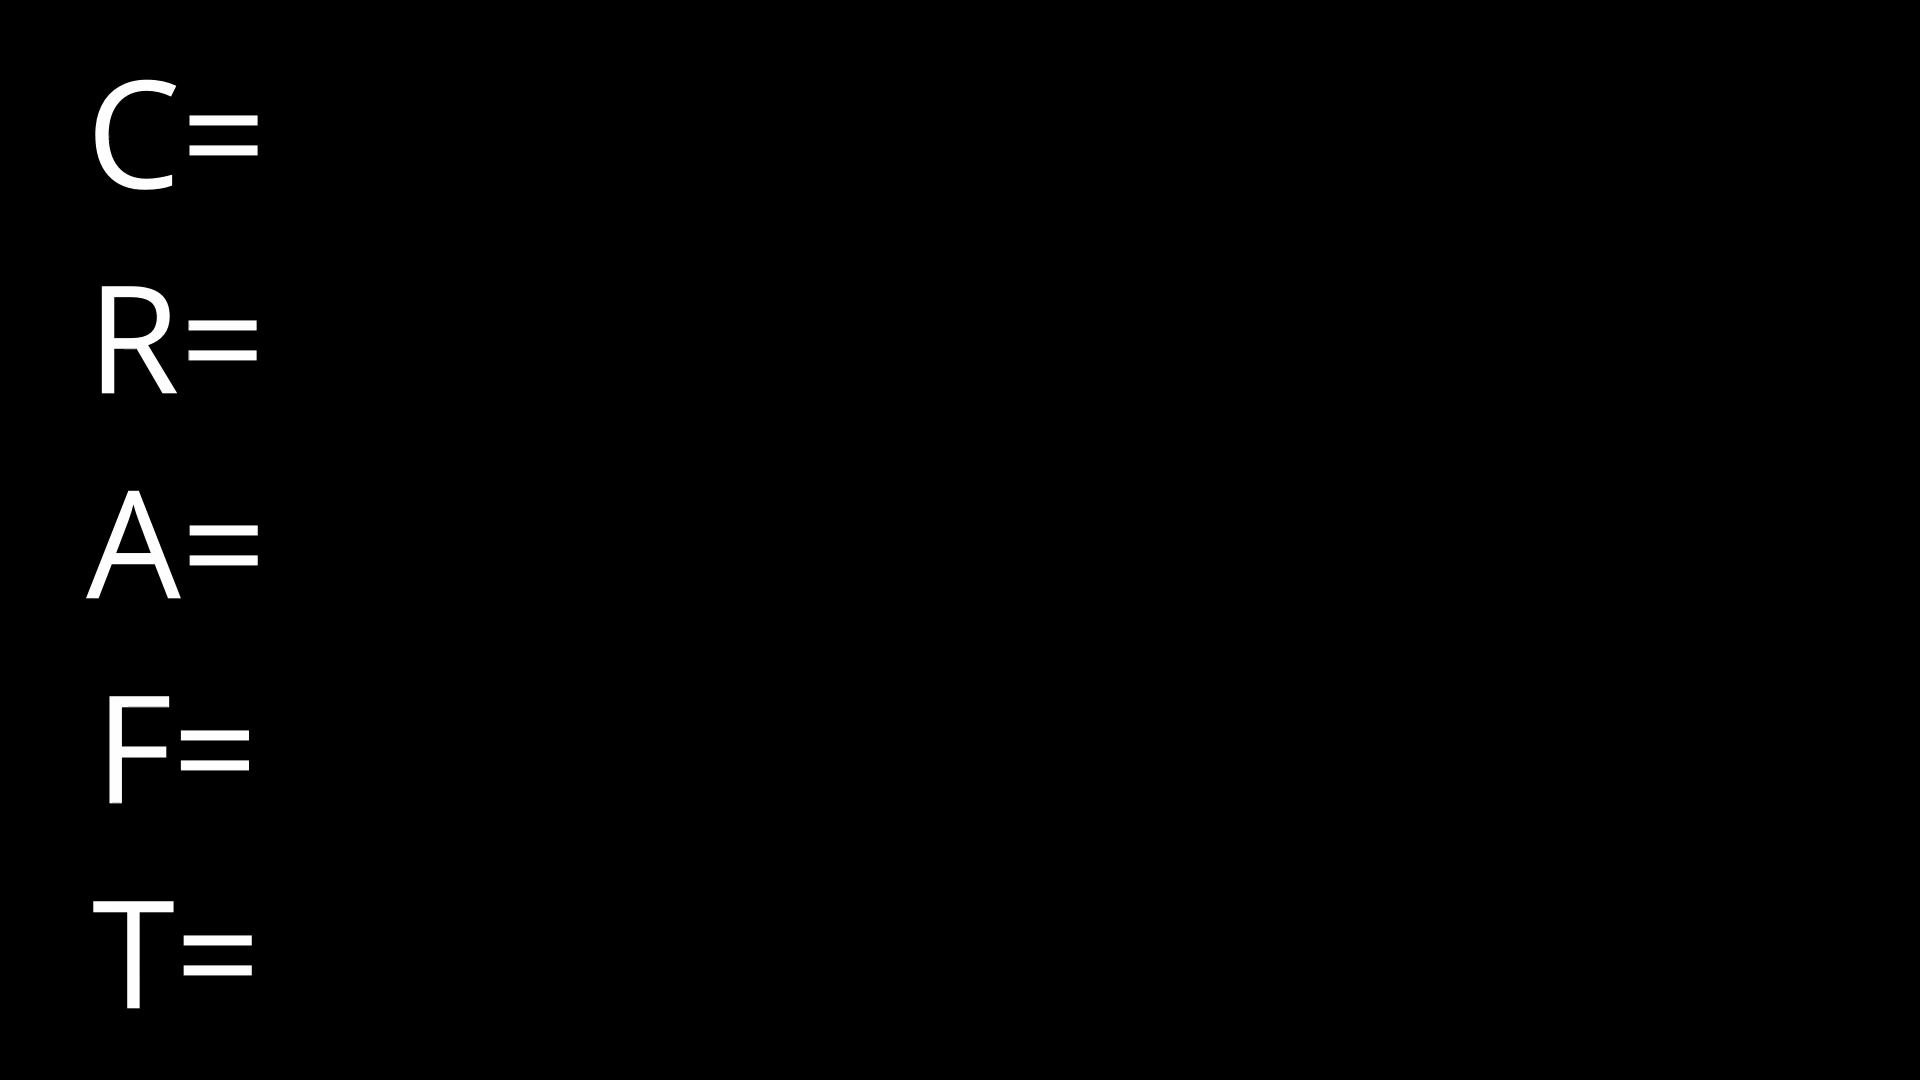 C=
R=
A=
F=
T=